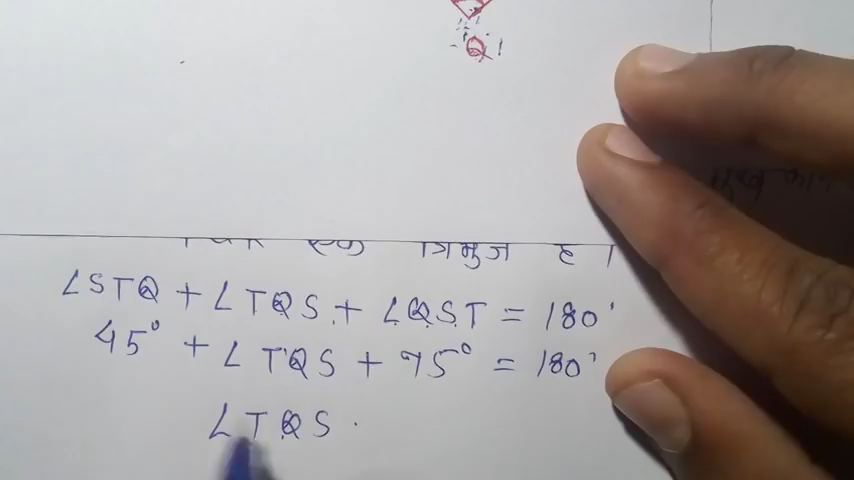 Q
त्रिभुज है ।
∠STQ + ∠TQS + ∠QST = 180°
45° + ∠TQS + 75° = 180°
∠TQS